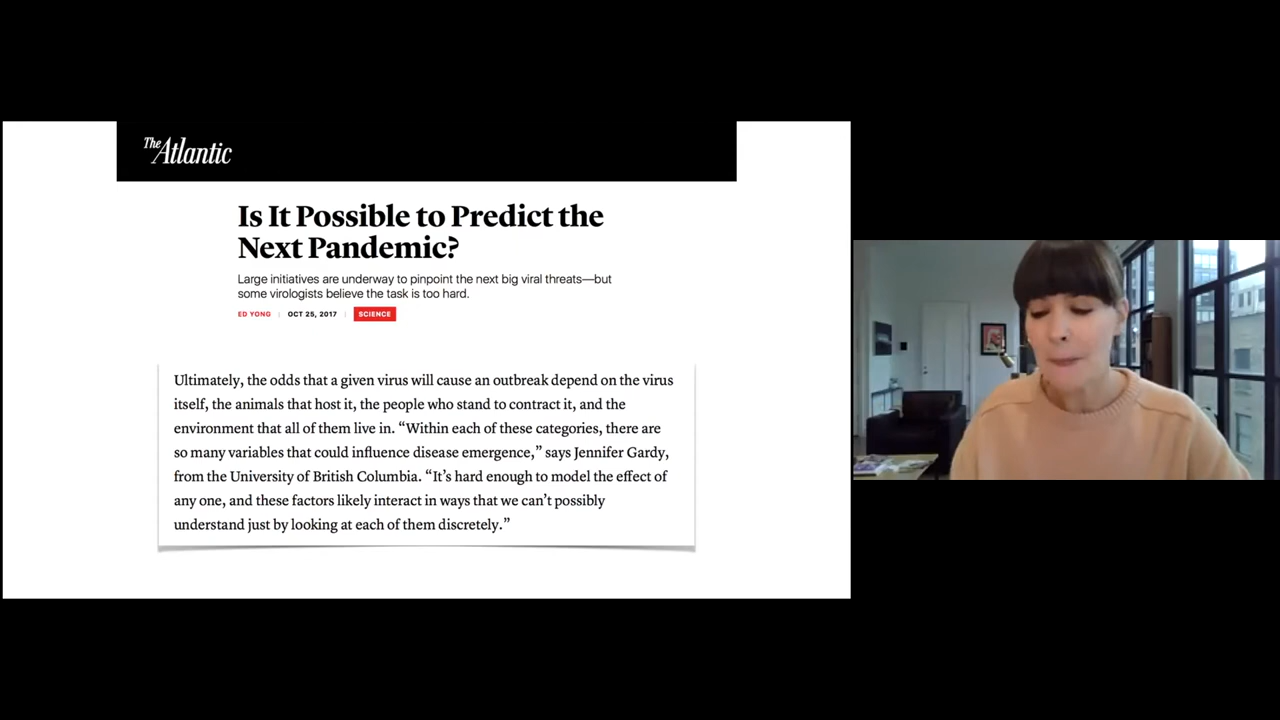 The Atlantic
Is It Possible to Predict the
Next Pandemic?
Large initiatives are underway to pinpoint the next big viral threats—but
some virologists believe the task is too hard.
ED YONG | OCT 25, 2017 | SCIENCE
Ultimately, the odds that a given virus will cause an outbreak depend on the virus
itself, the animals that host it, the people who stand to contract it, and the
environment that all of them live in. “Within each of these categories, there are
so many variables that could influence disease emergence,” says Jennifer Gardy,
from the University of British Columbia. “It’s hard enough to model the effect of
any one, and these factors likely interact in ways that we can’t possibly
understand just by looking at each of them discretely.”